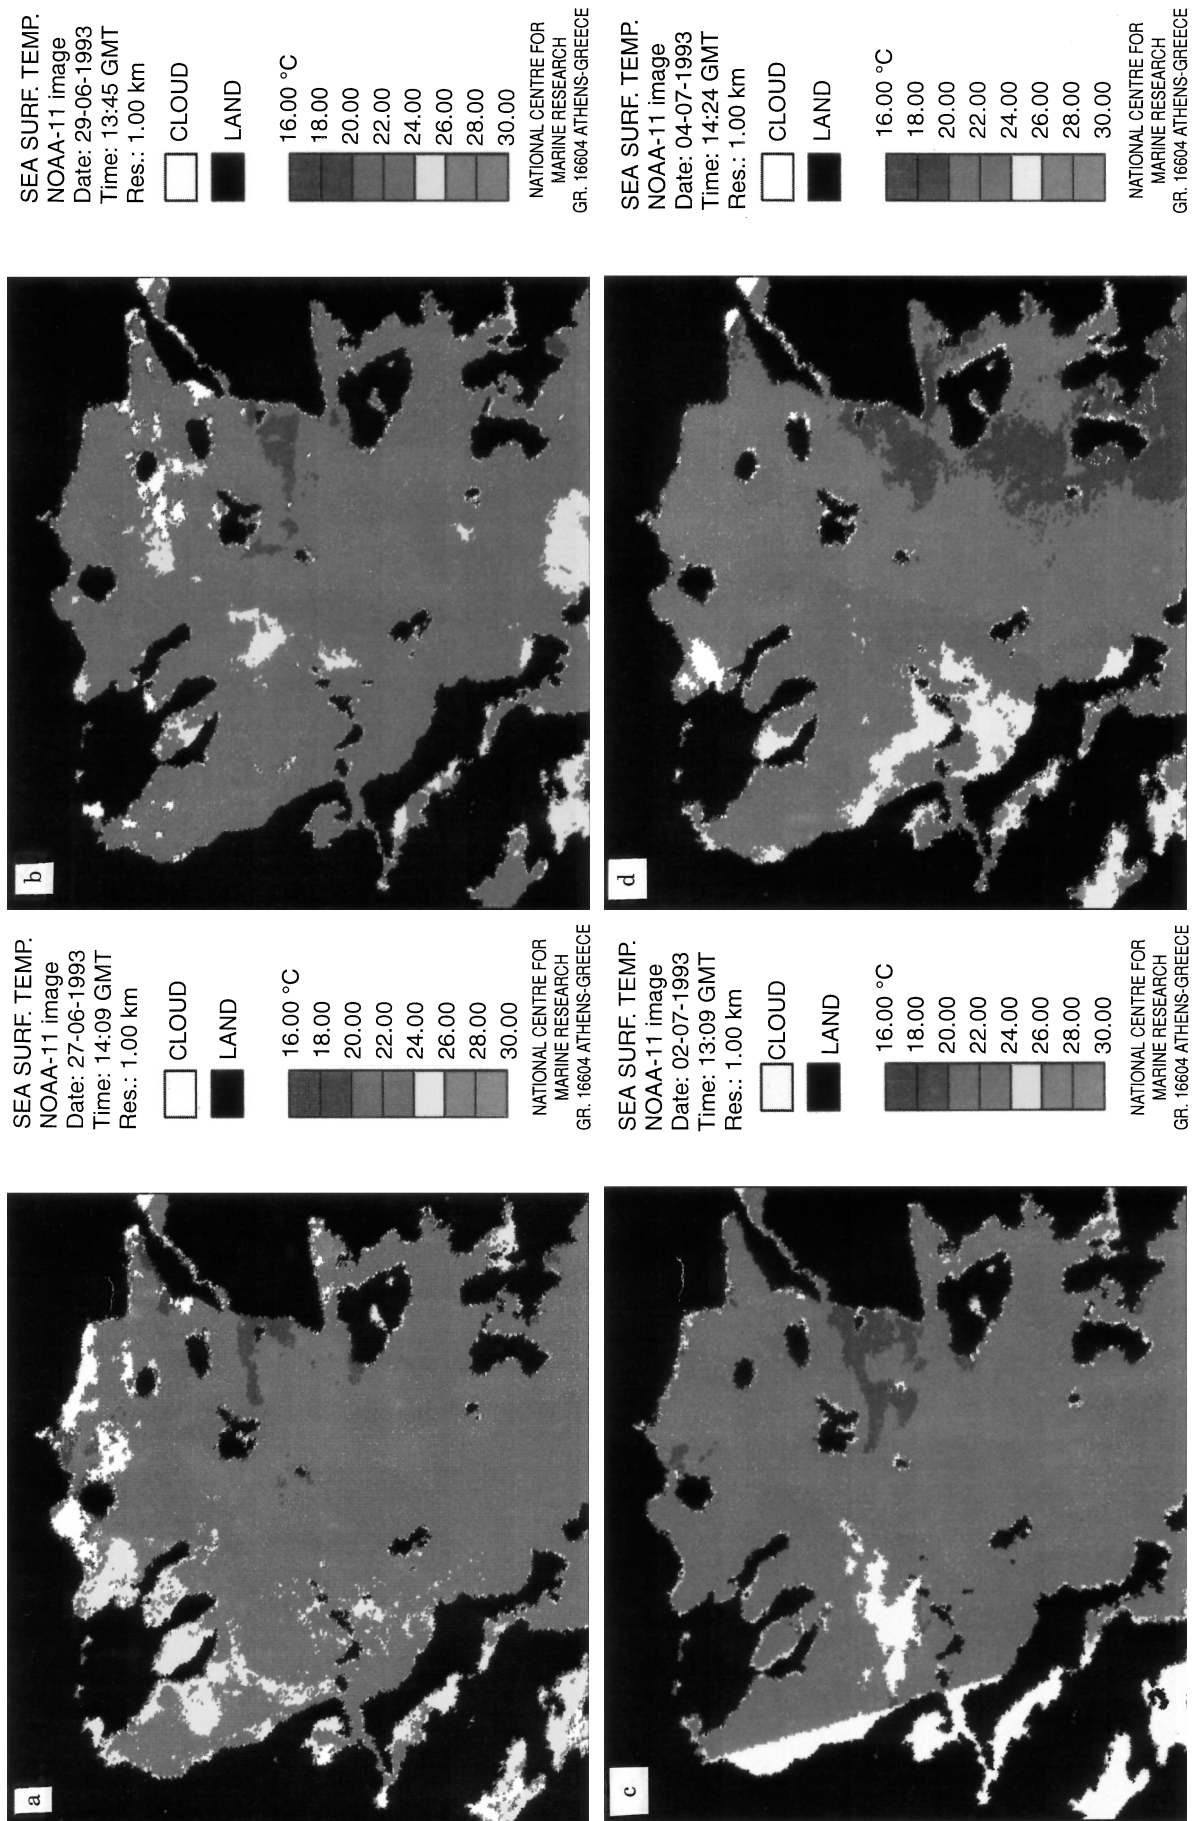 a
SEA SURF. TEMP.
NOAA-11 image
Date: 27-06-1993
Time: 14:09 GMT
Res.: 1.00 km
CLOUD
LAND
16.00 °C
18.00
20.00
22.00
24.00
26.00
28.00
30.00
NATIONAL CENTRE FOR
MARINE RESEARCH
GR. 16604 ATHENS-GREECE
b
SEA SURF. TEMP.
NOAA-11 image
Date: 29-06-1993
Time: 13:45 GMT
Res.: 1.00 km
CLOUD
LAND
16.00 °C
18.00
20.00
22.00
24.00
26.00
28.00
30.00
NATIONAL CENTRE FOR
MARINE RESEARCH
GR. 16604 ATHENS-GREECE
c
SEA SURF. TEMP.
NOAA-11 image
Date: 02-07-1993
Time: 13:09 GMT
Res.: 1.00 km
CLOUD
LAND
16.00 °C
18.00
20.00
22.00
24.00
26.00
28.00
30.00
NATIONAL CENTRE FOR
MARINE RESEARCH
GR. 16604 ATHENS-GREECE
d
SEA SURF. TEMP.
NOAA-11 image
Date: 04-07-1993
Time: 14:24 GMT
Res.: 1.00 km
CLOUD
LAND
16.00 °C
18.00
20.00
22.00
24.00
26.00
28.00
30.00
NATIONAL CENTRE FOR
MARINE RESEARCH
GR. 16604 ATHENS-GREECE